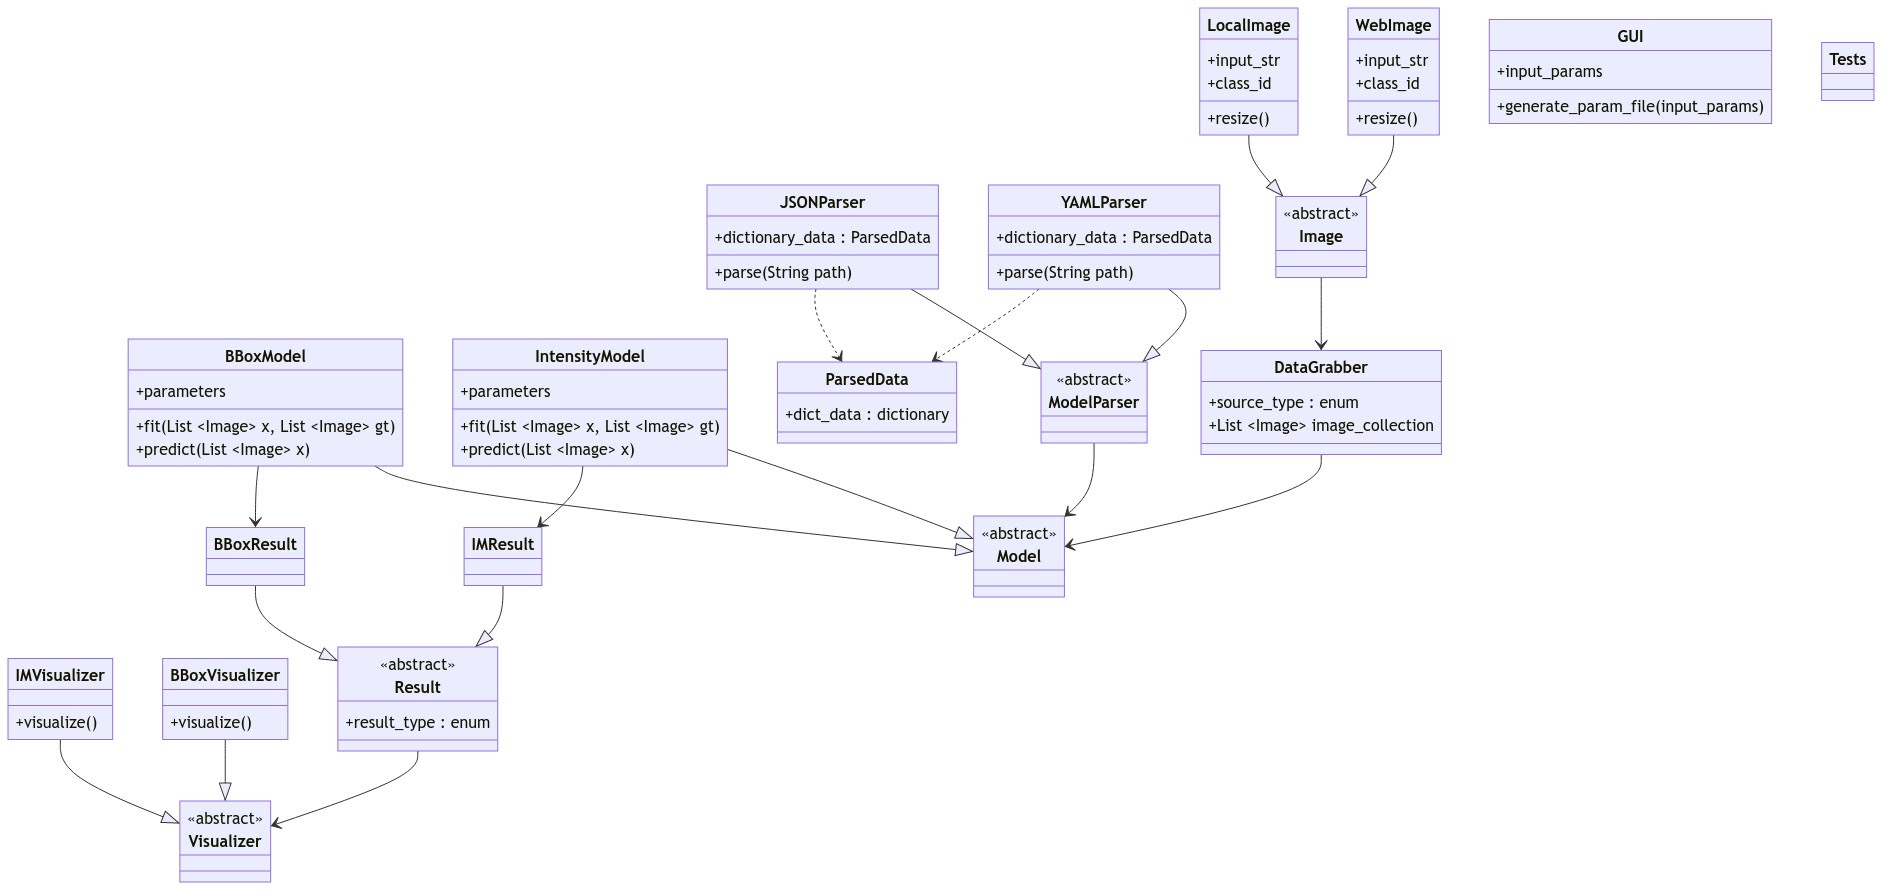 LocalImage
+input_str
+class_id
+resize()
WebImage
+input_str
+class_id
+resize()
GUI
+input_params
+generate_param_file(input_params)
Tests
JSONParser
+dictionary_data : ParsedData
+parse(String path)
YAMLParser
+dictionary_data : ParsedData
+parse(String path)
«abstract»
Image
BBoxModel
+parameters
+fit(List <Image> x, List <Image> gt)
+predict(List <Image> x)
IntensityModel
+parameters
+fit(List <Image> x, List <Image> gt)
+predict(List <Image> x)
ParsedData
+dict_data : dictionary
«abstract»
ModelParser
DataGrabber
+source_type : enum
+List <Image> image_collection
BBoxResult
IMResult
«abstract»
Model
IMVisualizer
+visualize()
BBoxVisualizer
+visualize()
«abstract»
Result
+result_type : enum
«abstract»
Visualizer